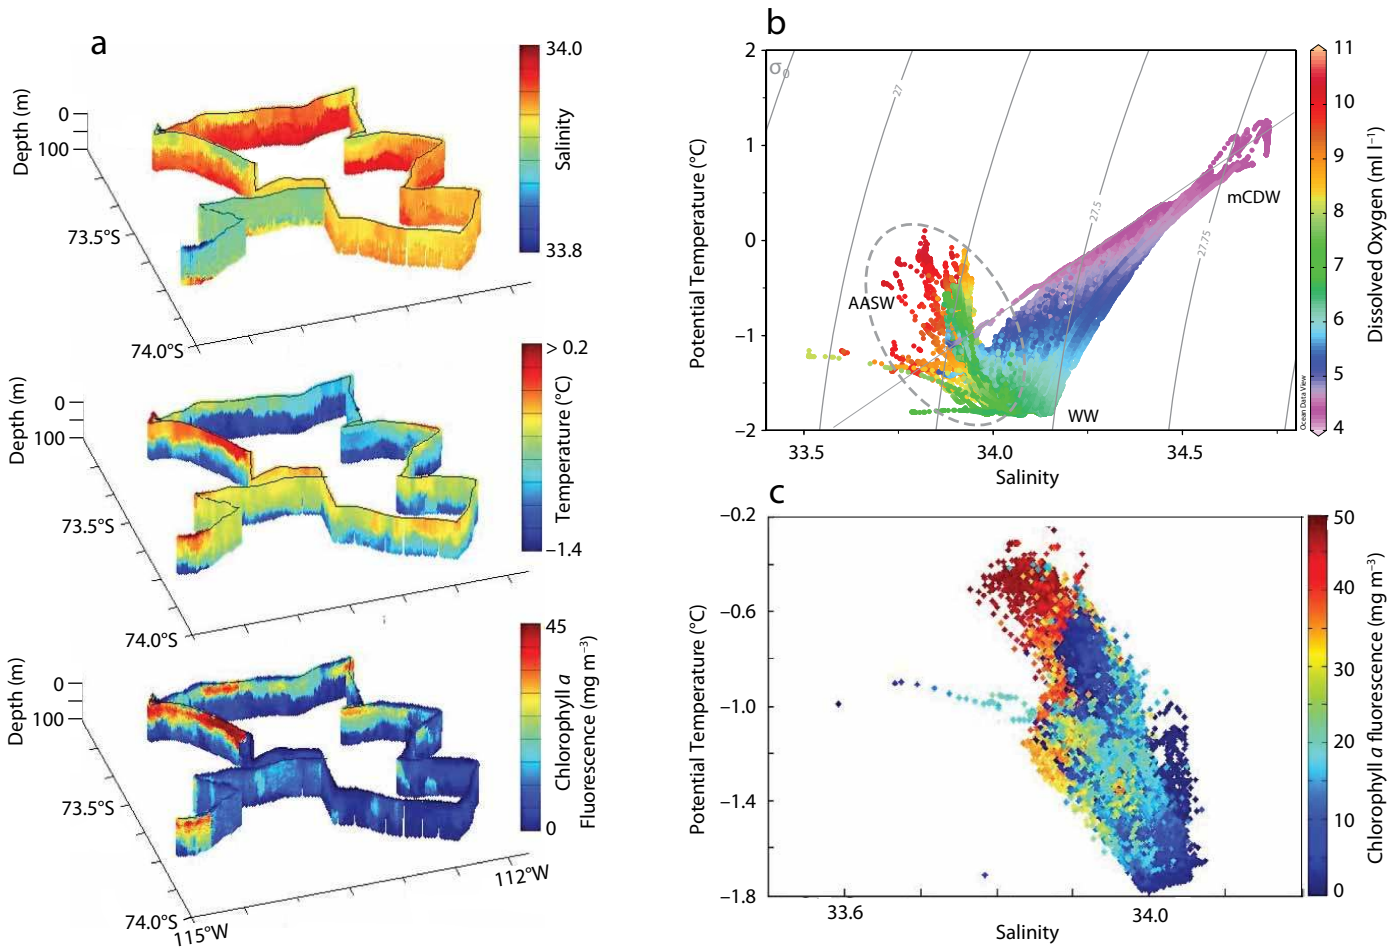 a
Depth (m)
0
100
73.5°S
74.0°S
34.0
Salinity
33.8
Depth (m)
0
100
73.5°S
74.0°S
> 0.2
Temperature (°C)
−1.4
Depth (m)
0
100
73.5°S
74.0°S
115°W
112°W
45
Chlorophyll a
Fluorescence (mg m⁻³)
0
b
Potential Temperature (°C)
2
1
0
−1
−2
33.5
34.0
34.5
Salinity
σ₀
27
27.5
27.75
AASW
WW
mCDW
Ocean Data View
11
10
9
8
7
6
5
4
Dissolved Oxygen (ml l⁻¹)
c
Potential Temperature (°C)
−0.2
−0.6
−1.0
−1.4
−1.8
33.6
34.0
Salinity
50
40
30
20
10
0
Chlorophyll a fluorescence (mg m⁻³)